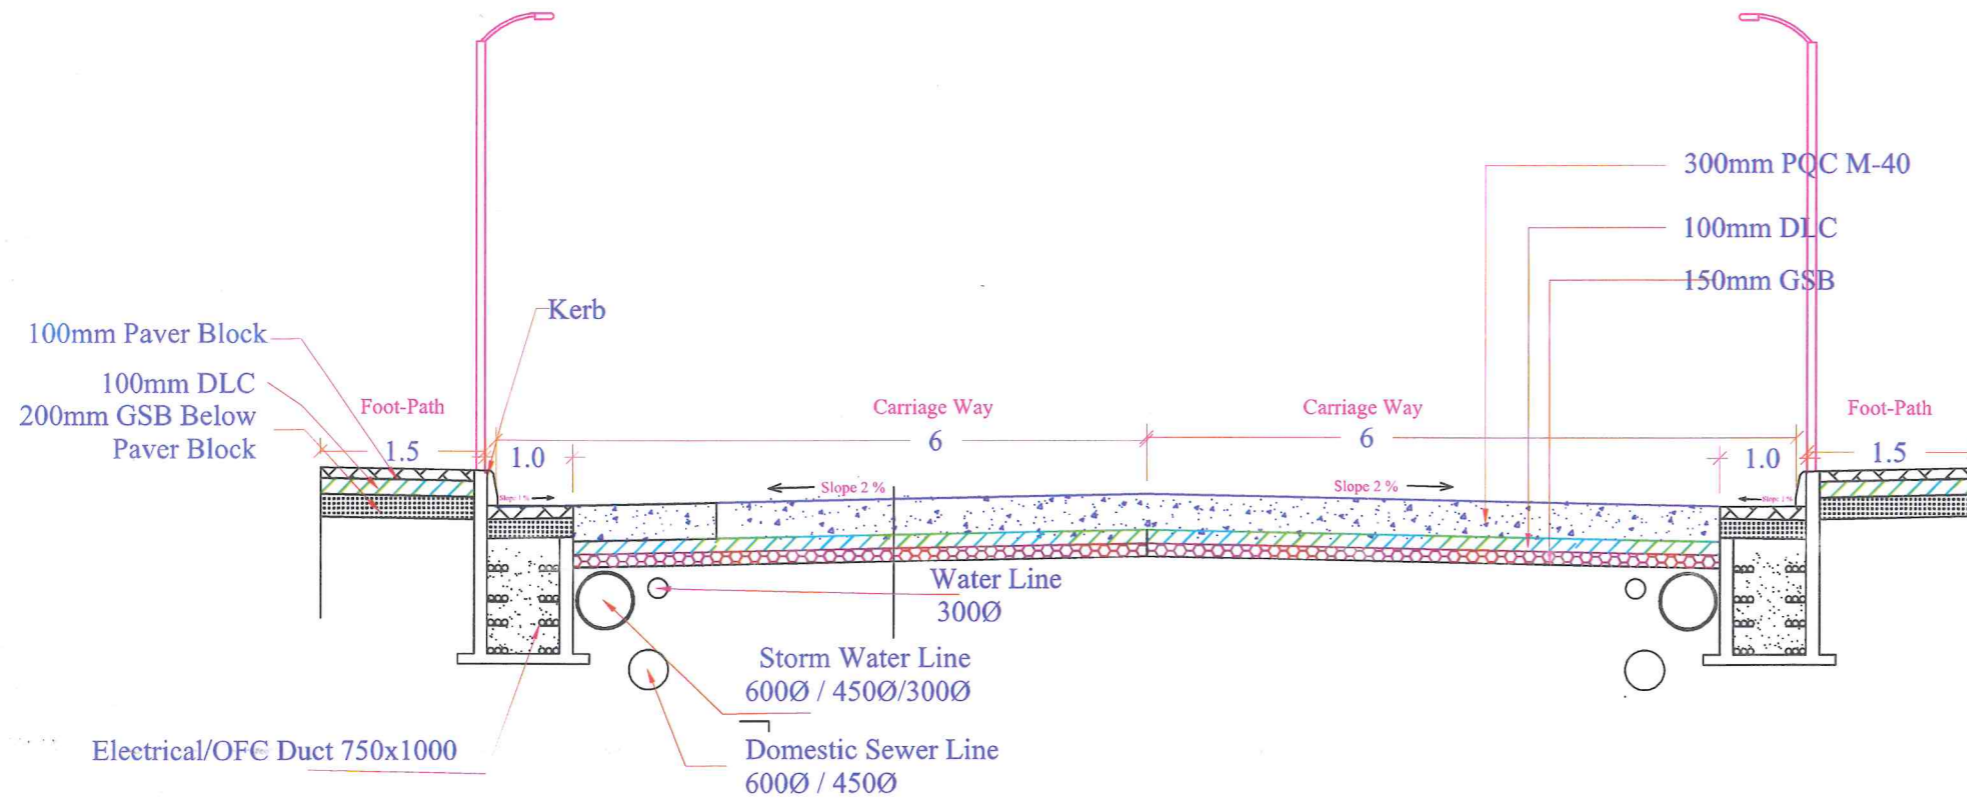 300mm PQC M-40
100mm DLC
150mm GSB
Kerb
100mm Paver Block
100mm DLC
200mm GSB Below
Paver Block
Foot-Path
Carriage Way
Carriage Way
Foot-Path
1.5
1.0
6
6
1.0
1.5
Slope 2 %
Slope 2 %
Water Line
300Ø
Storm Water Line
600Ø / 450Ø/300Ø
Electrical/OFC Duct 750x1000
Domestic Sewer Line
600Ø / 450Ø